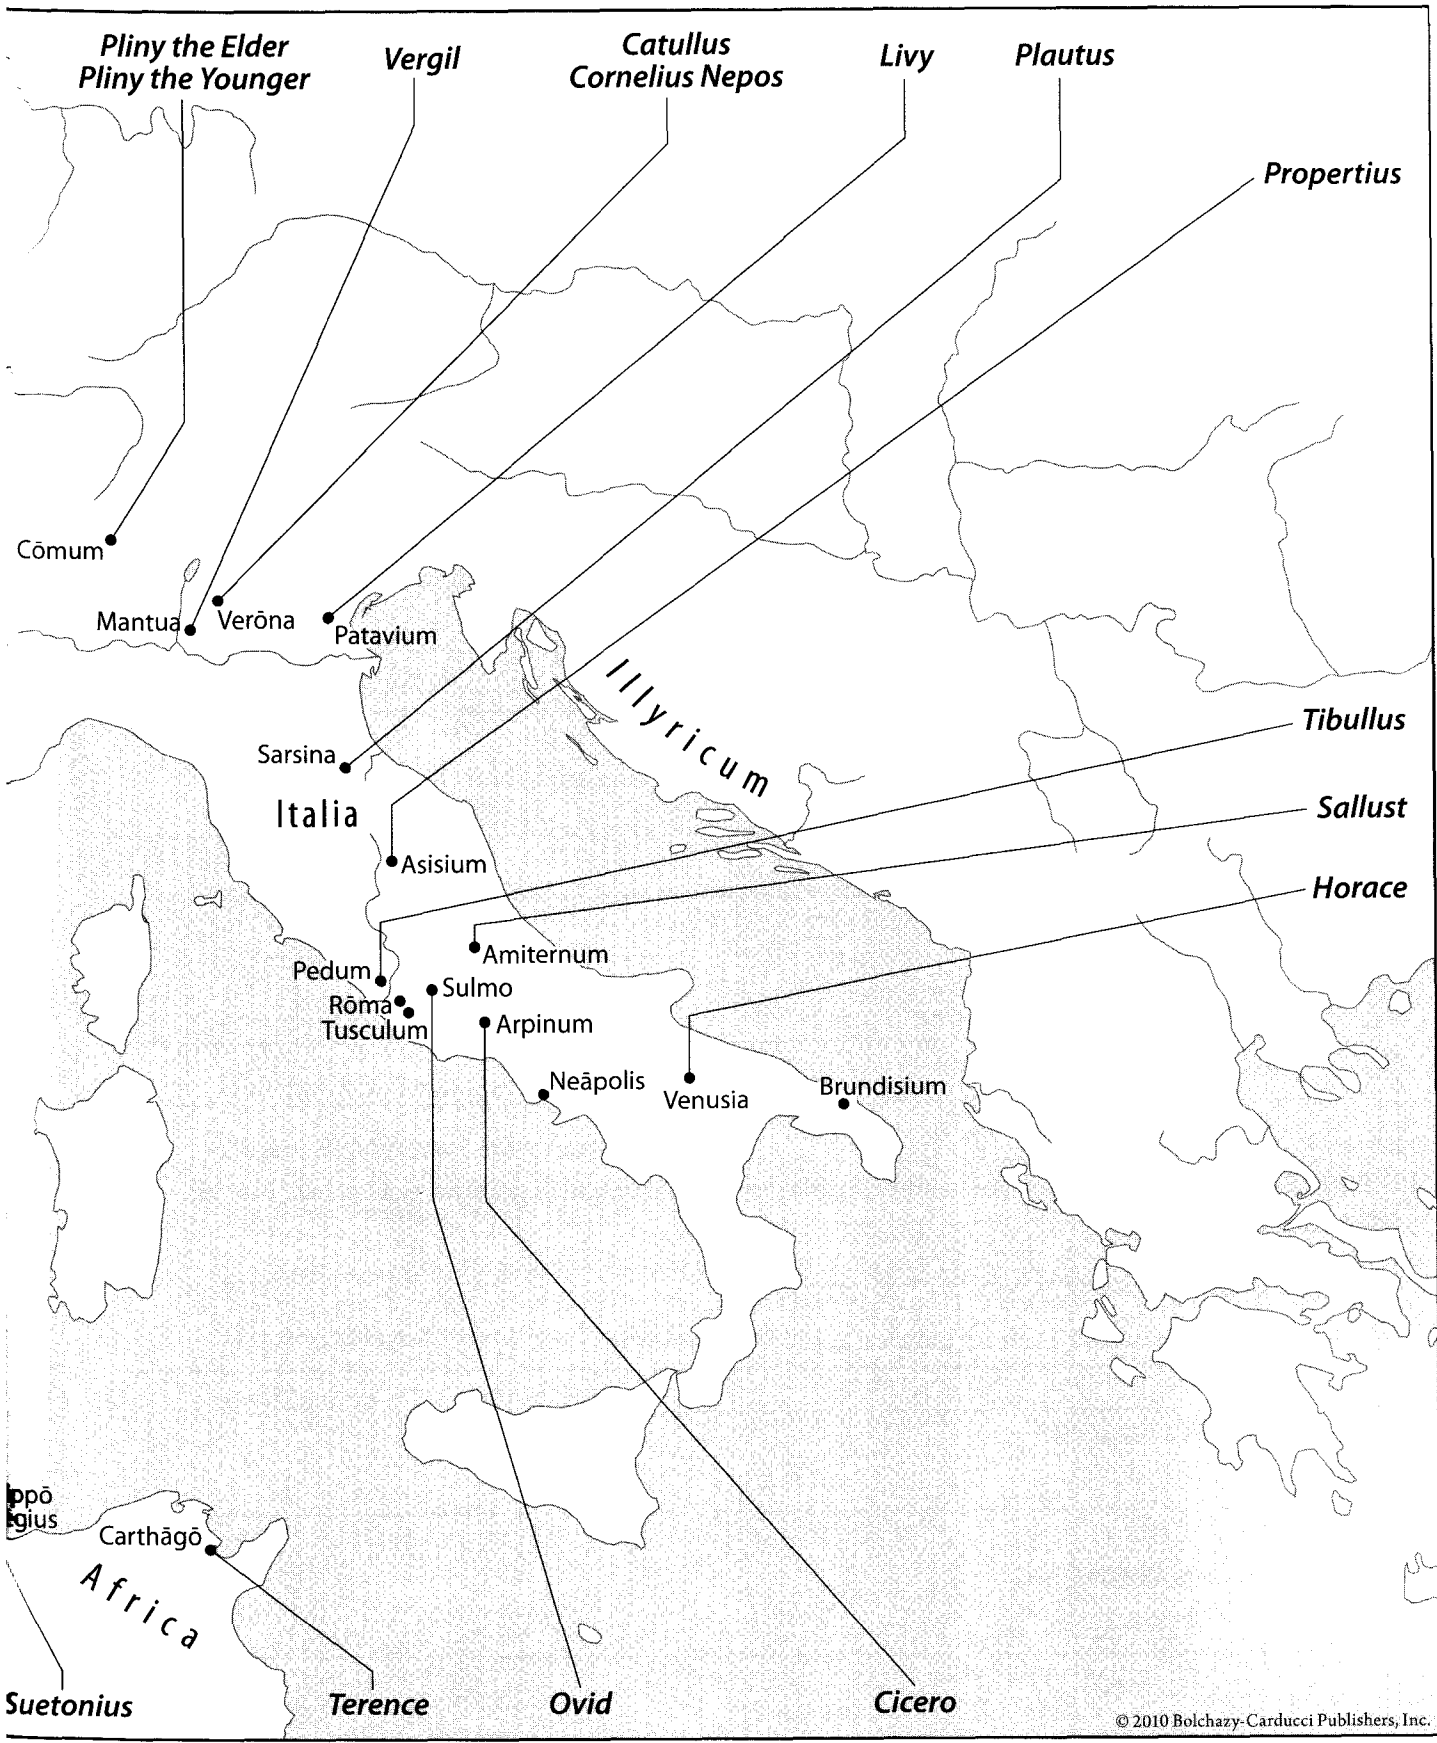 Pliny the Elder
Pliny the Younger
Vergil
Catullus
Cornelius Nepos
Livy
Plautus
Propertius
Cōmum
Mantua
Verōna
Patavium
Illyricum
Tibullus
Sarsina
Italia
Sallust
Asisium
Horace
Amiternum
Pedum
Sulmo
Rōma
Tusculum
Arpinum
Neāpolis
Venusia
Brundisium
ppō
gius
Carthāgō
Africa
Suetonius
Terence
Ovid
Cicero
© 2010 Bolchazy-Carducci Publishers, Inc.